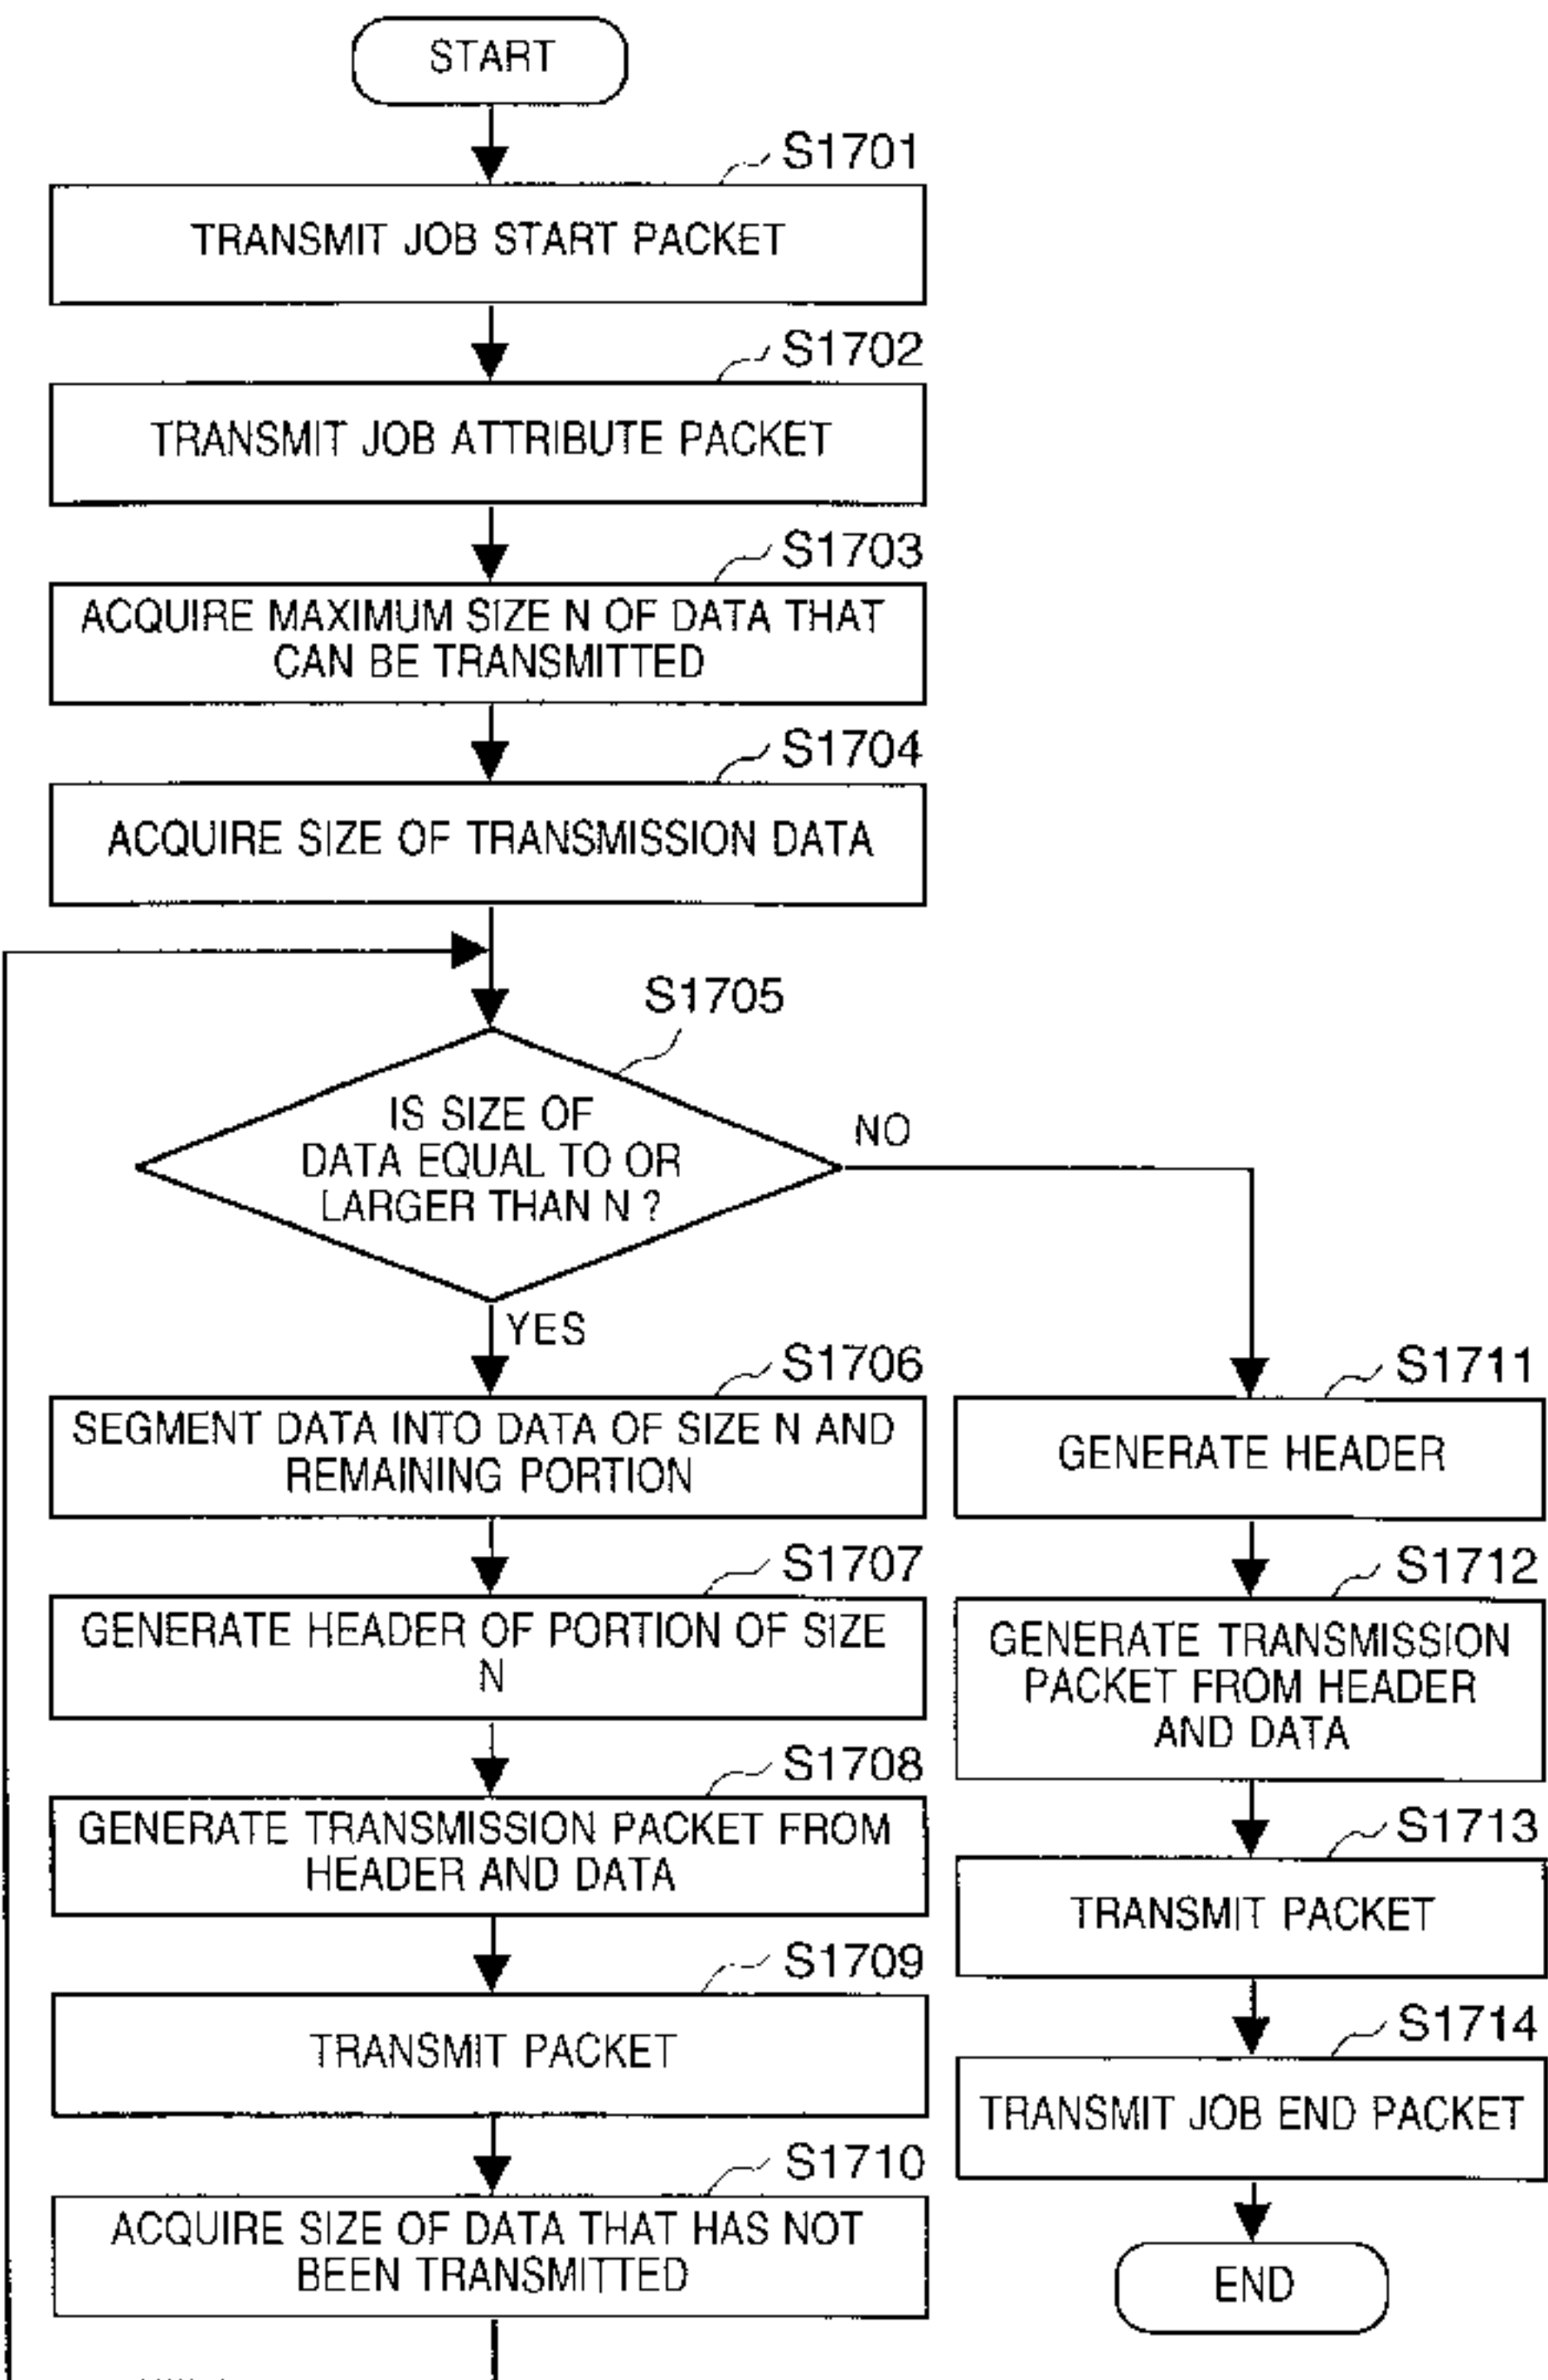 START
S1701
TRANSMIT JOB START PACKET
S1702
TRANSMIT JOB ATTRIBUTE PACKET
S1703
ACQUIRE MAXIMUM SIZE N OF DATA THAT
CAN BE TRANSMITTED
S1704
ACQUIRE SIZE OF TRANSMISSION DATA
S1705
IS SIZE OF
DATA EQUAL TO OR
LARGER THAN N ?
NO
YES
S1706
SEGMENT DATA INTO DATA OF SIZE N AND
REMAINING PORTION
S1707
GENERATE HEADER OF PORTION OF SIZE
N
S1708
GENERATE TRANSMISSION PACKET FROM
HEADER AND DATA
S1709
TRANSMIT PACKET
S1710
ACQUIRE SIZE OF DATA THAT HAS NOT
BEEN TRANSMITTED
S1711
GENERATE HEADER
S1712
GENERATE TRANSMISSION
PACKET FROM HEADER
AND DATA
S1713
TRANSMIT PACKET
S1714
TRANSMIT JOB END PACKET
END